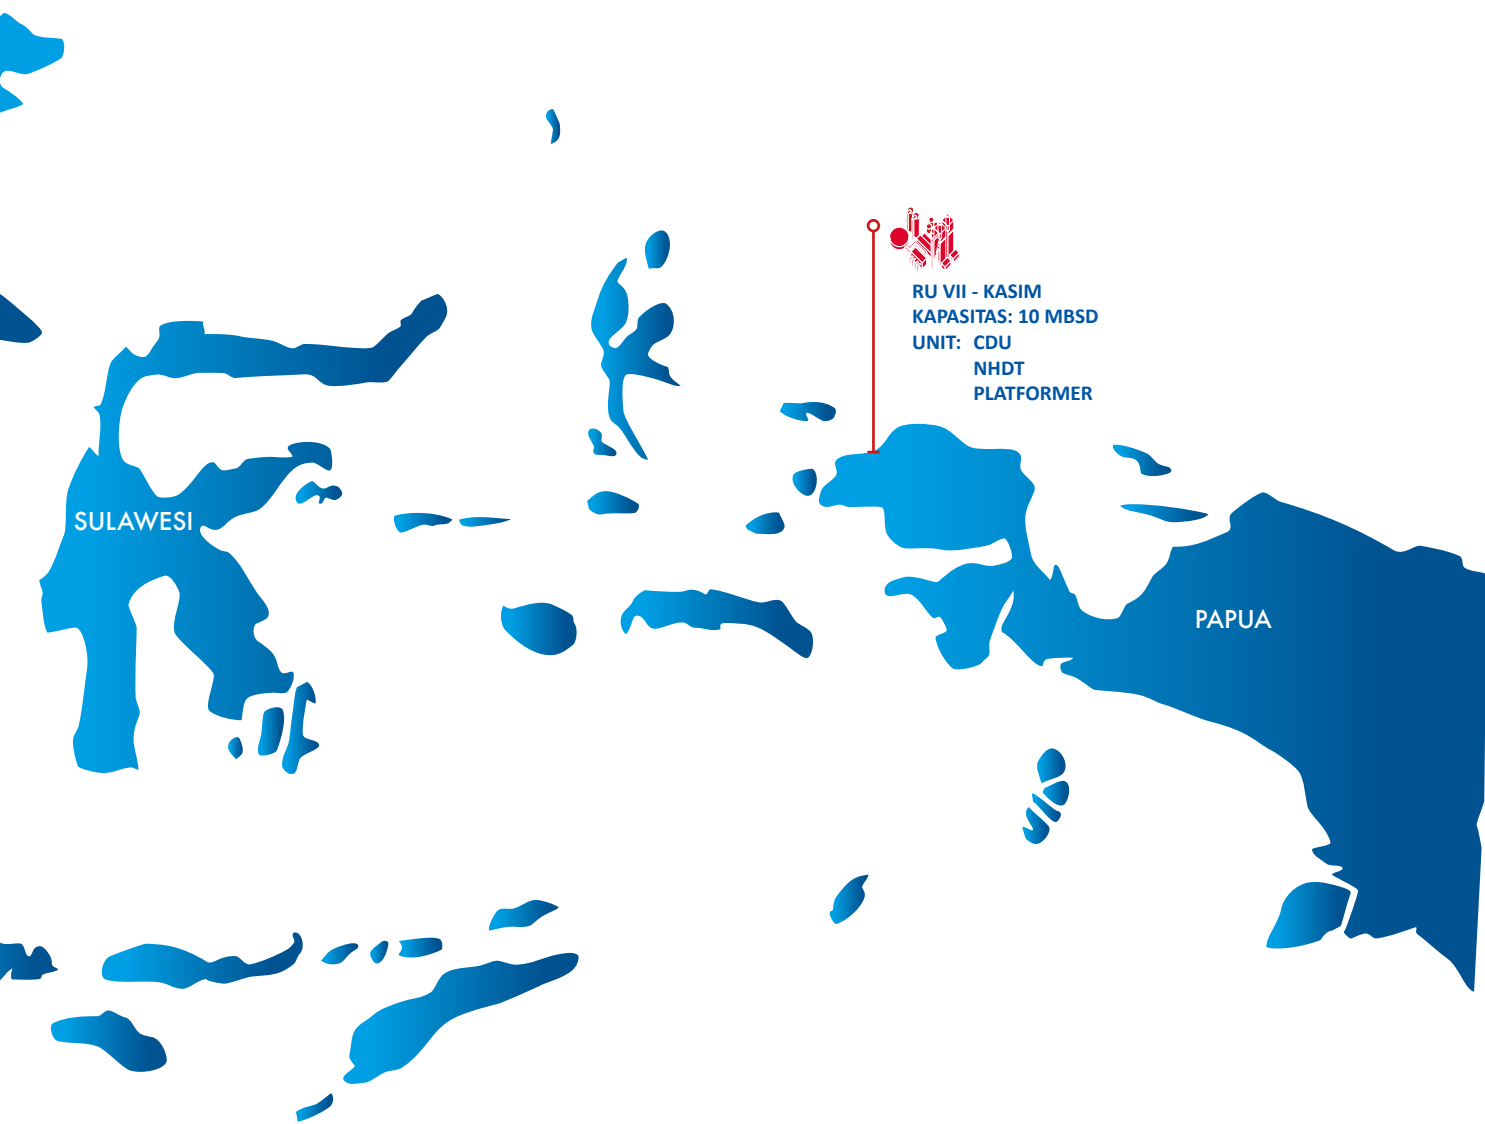 RU VII - KASIM
KAPASITAS: 10 MBSD
UNIT: CDU
NHDT
PLATFORMER
SULAWESI
PAPUA